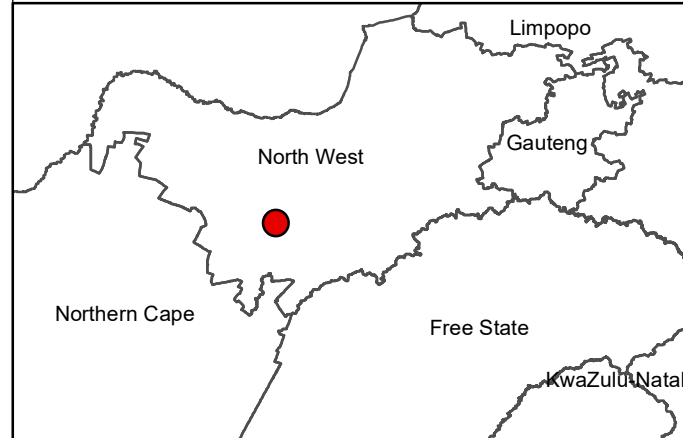 Limpopo
Gauteng
North West
Northern Cape
Free State
KwaZulu-Natal